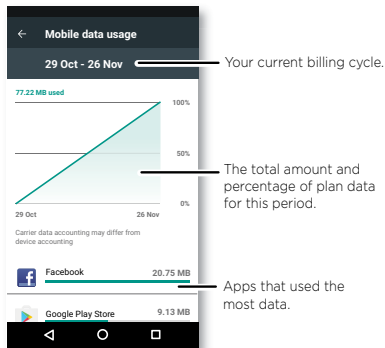 Mobile data usage
29 Oct - 26 Nov
Your current billing cycle.
77.22 MB used
100%
50%
The total amount and
percentage of plan data
for this period.
0%
29 Oct
26 Nov
Carrier data accounting may differ from
device accounting
Facebook
20.75 MB
Apps that used the
most data.
Google Play Store
9.13 MB